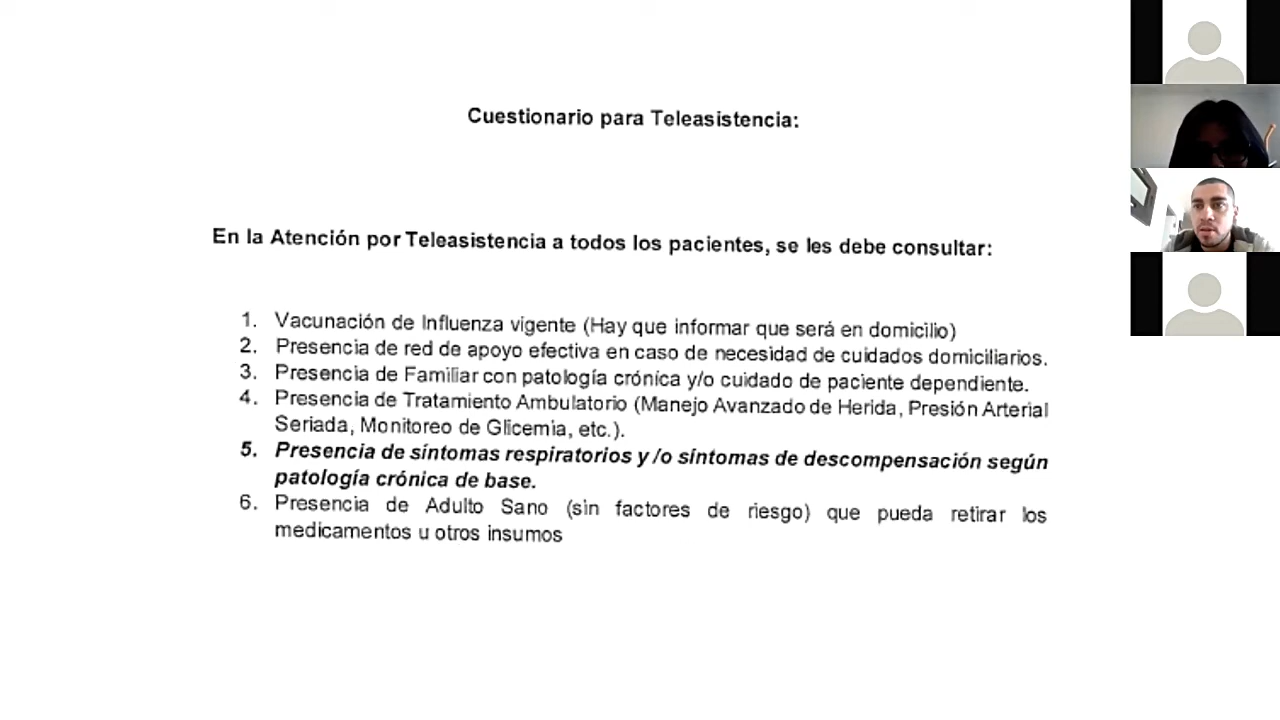 Cuestionario para Teleasistencia:
En la Atención por Teleasistencia a todos los pacientes, se les debe consultar:
1. Vacunación de Influenza vigente (Hay que informar que será en domicilio)
2. Presencia de red de apoyo efectiva en caso de necesidad de cuidados domiciliarios.
3. Presencia de Familiar con patología crónica y/o cuidado de paciente dependiente.
4. Presencia de Tratamiento Ambulatorio (Manejo Avanzado de Herida, Presión Arterial
Seriada, Monitoreo de Glicemia, etc.).
5. Presencia de síntomas respiratorios y /o síntomas de descompensación según
patología crónica de base.
6. Presencia de Adulto Sano (sin factores de riesgo) que pueda retirar los
medicamentos u otros insumos